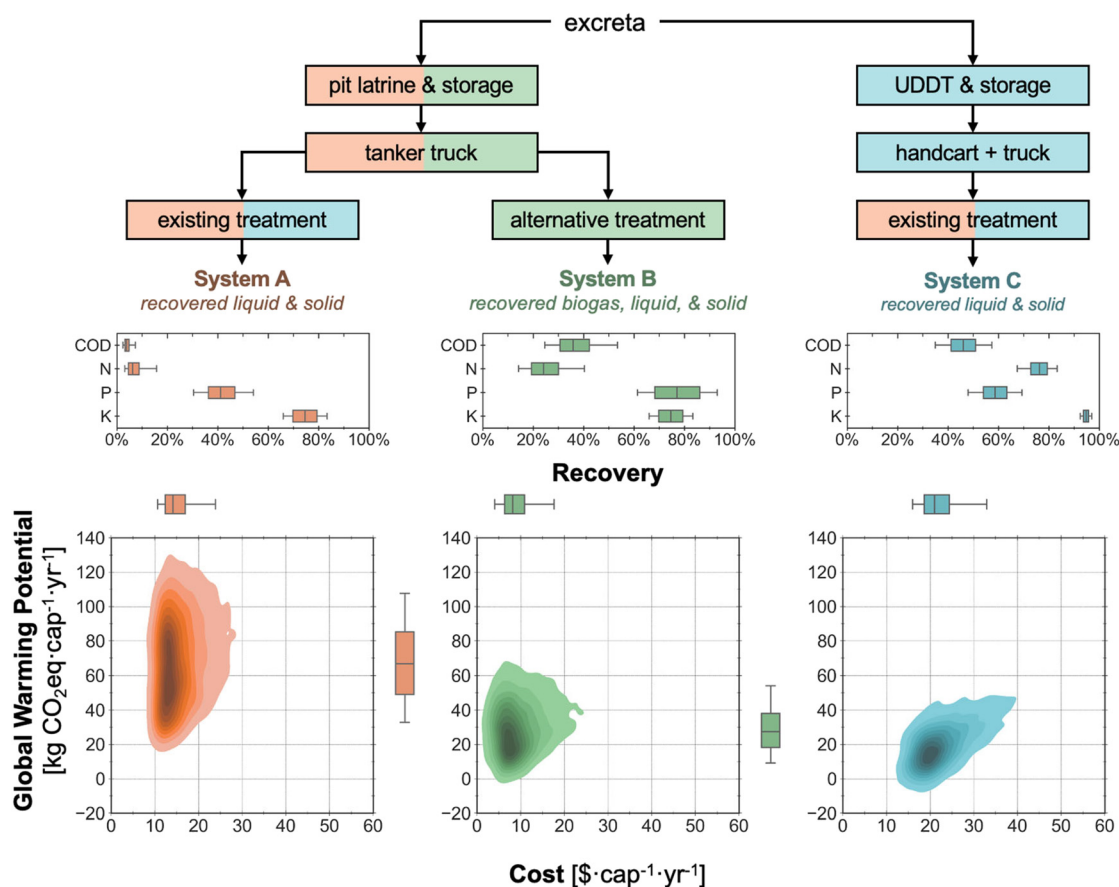 excreta
pit latrine & storage
UDDT & storage
tanker truck
handcart + truck
existing treatment
alternative treatment
existing treatment
System A
recovered liquid & solid
System B
recovered biogas, liquid, & solid
System C
recovered liquid & solid
COD
N
P
K
0% 20% 40% 60% 80% 100%
COD
N
P
K
0% 20% 40% 60% 80% 100%
COD
N
P
K
0% 20% 40% 60% 80% 100%
Recovery
Global Warming Potential
[kg CO₂eq·cap⁻¹·yr⁻¹]
140
120
100
80
60
40
20
0
−20
0 10 20 30 40 50 60
140
120
100
80
60
40
20
0
−20
0 10 20 30 40 50 60
140
120
100
80
60
40
20
0
−20
0 10 20 30 40 50 60
Cost [$·cap⁻¹·yr⁻¹]